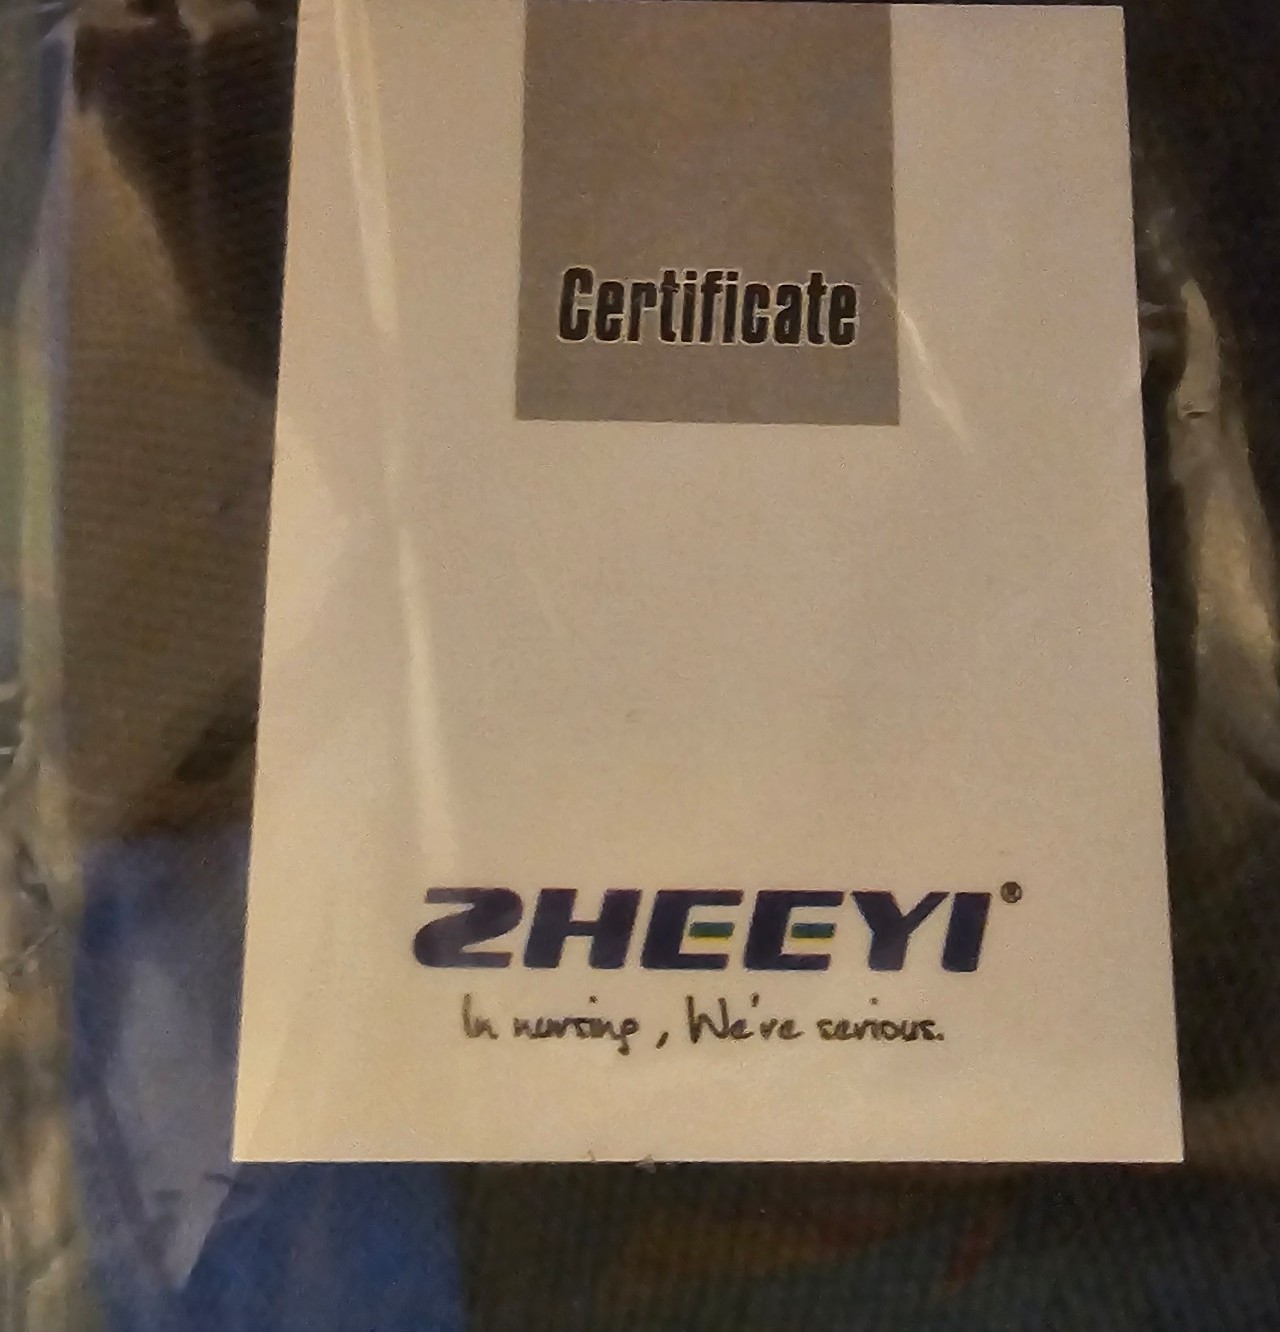 Certificate
ZHEEYI®
In nursing, We're serious.